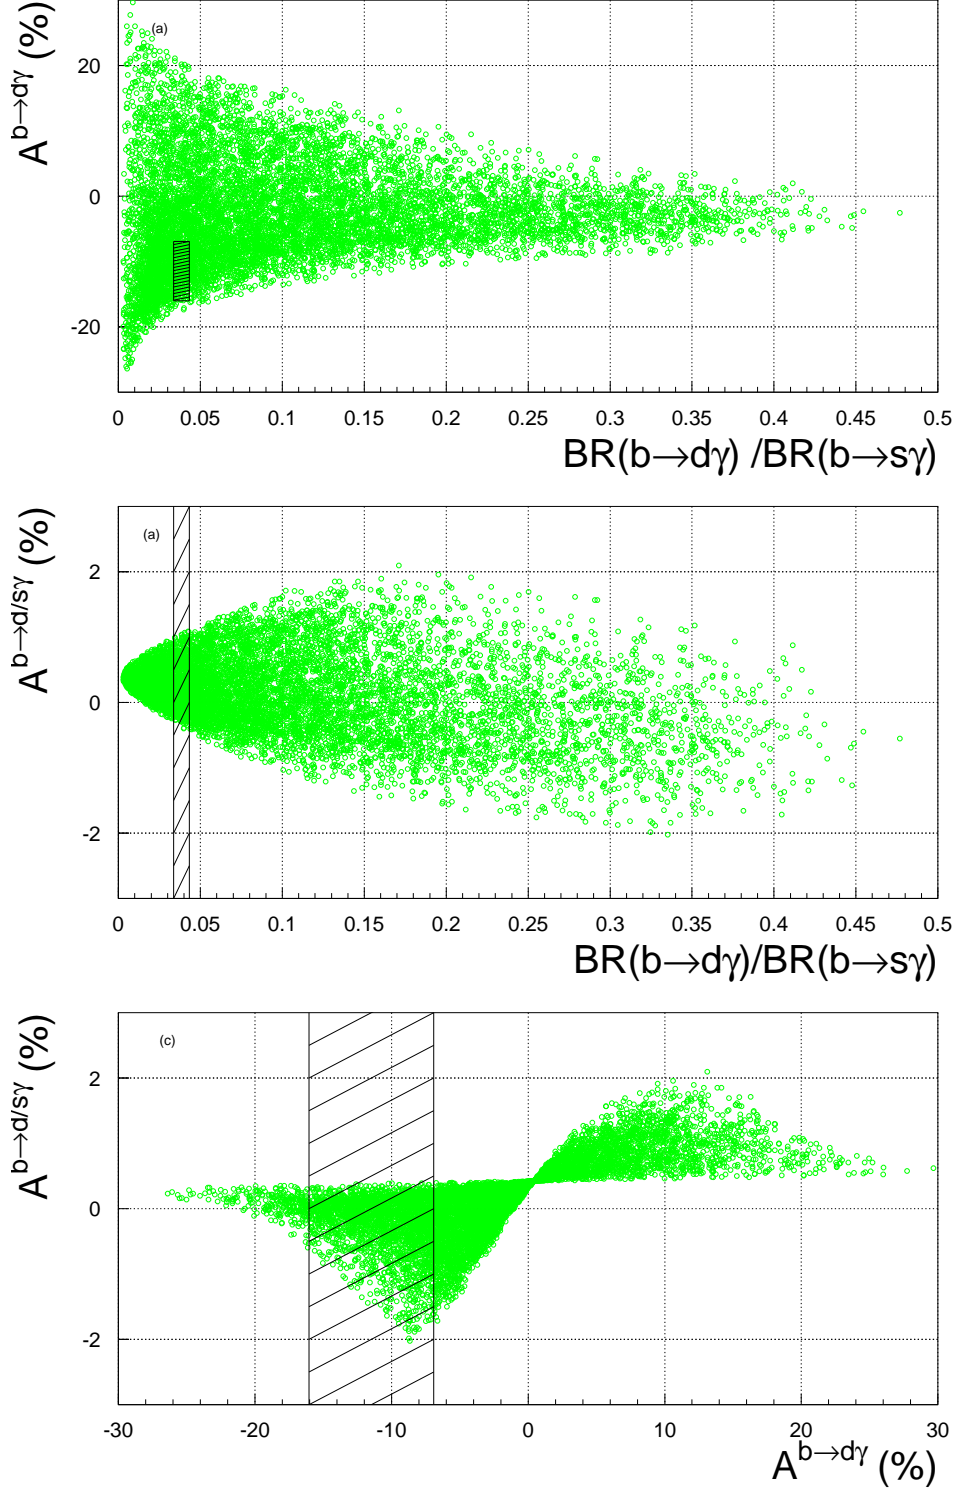 A^{b→dγ} (%)
(a)
20
0
-20
0 0.05 0.1 0.15 0.2 0.25 0.3 0.35 0.4 0.45 0.5
BR(b→dγ) /BR(b→sγ)
A^{b→d/sγ} (%)
(a)
2
0
-2
0 0.05 0.1 0.15 0.2 0.25 0.3 0.35 0.4 0.45 0.5
BR(b→dγ)/BR(b→sγ)
A^{b→d/sγ} (%)
(c)
2
0
-2
-30 -20 -10 0 10 20 30
A^{b→dγ} (%)